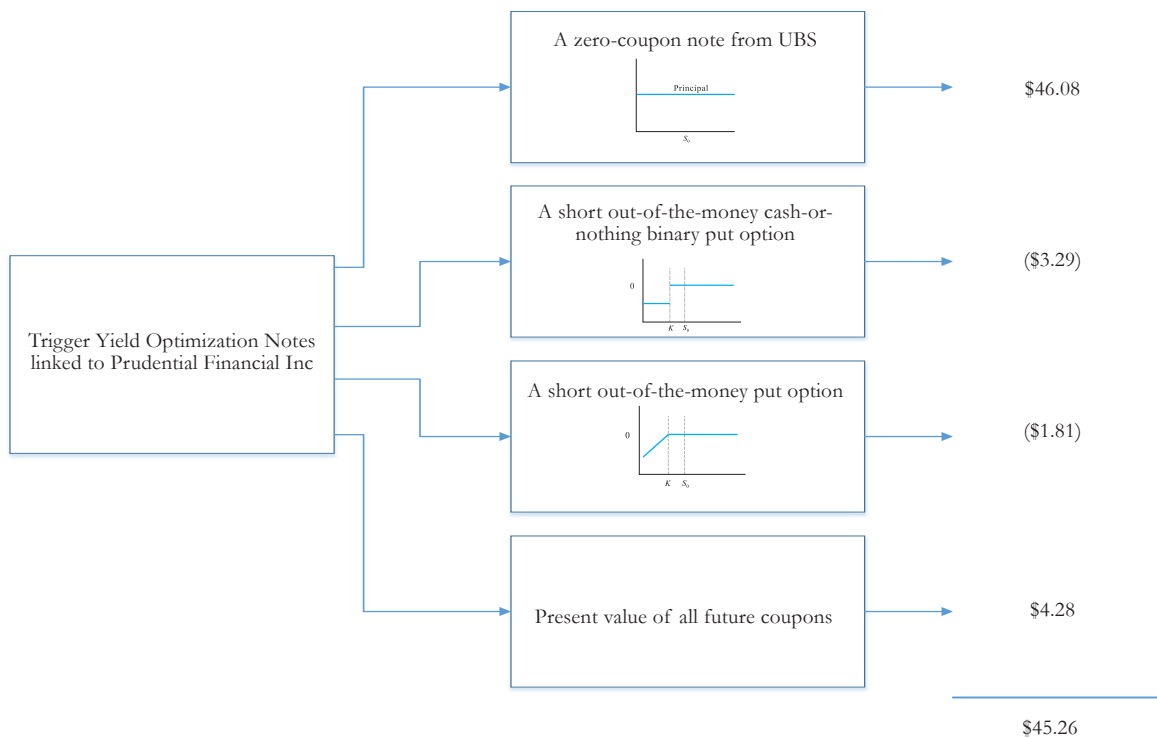 A zero-coupon note from UBS
Principal
S₀
$46.08
A short out-of-the-money cash-or-
nothing binary put option
0
K
S₀
($3.29)
Trigger Yield Optimization Notes
linked to Prudential Financial Inc
A short out-of-the-money put option
0
K
S₀
($1.81)
Present value of all future coupons
$4.28
$45.26